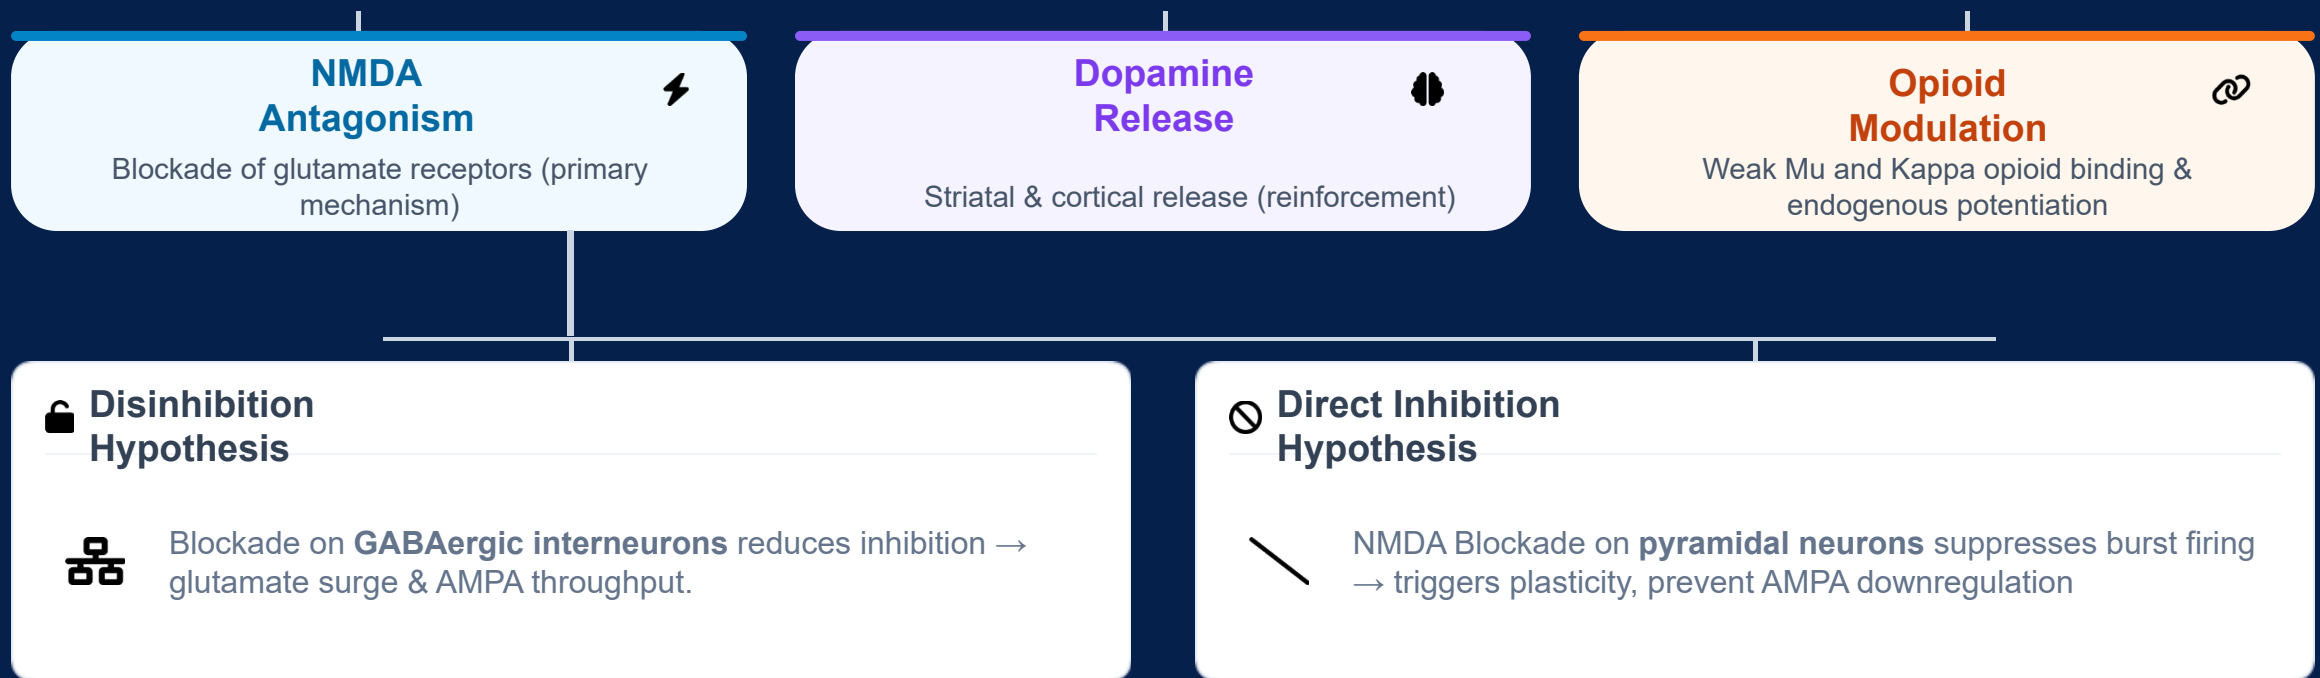 NMDA
Antagonism
Blockade of glutamate receptors (primary
mechanism)
Dopamine
Release
Striatal & cortical release (reinforcement)
Opioid
Modulation
Weak Mu and Kappa opioid binding &
endogenous potentiation
Disinhibition
Hypothesis
Blockade on GABAergic interneurons reduces inhibition →
glutamate surge & AMPA throughput.
Direct Inhibition
Hypothesis
NMDA Blockade on pyramidal neurons suppresses burst firing
→ triggers plasticity, prevent AMPA downregulation